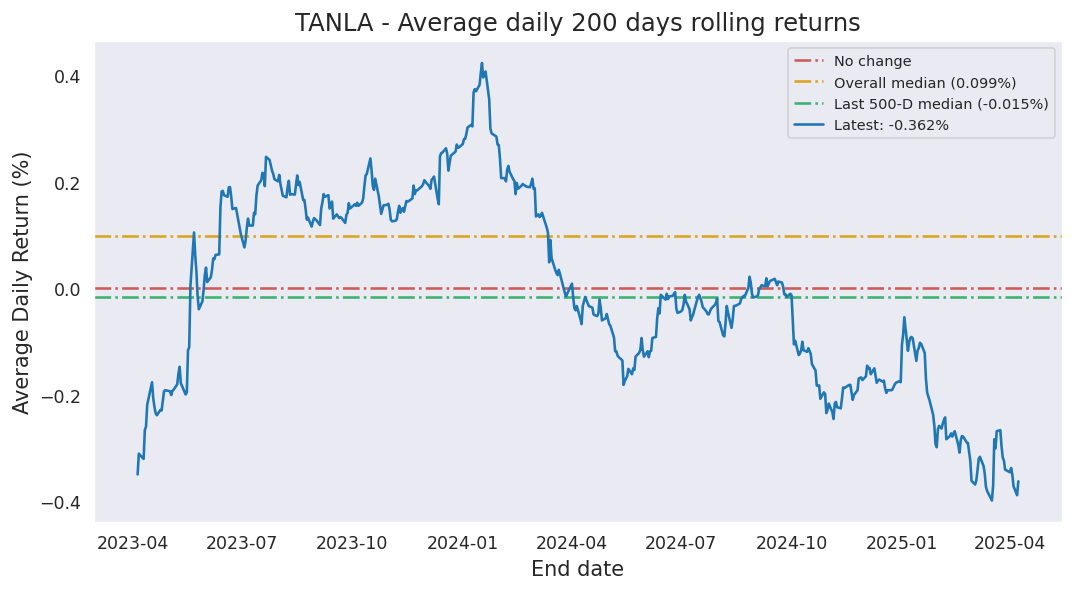 TANLA - Average daily 200 days rolling returns
No change
Overall median (0.099%)
Last 500-D median (-0.015%)
Latest: -0.362%
Average Daily Return (%)
0.4
0.2
0.0
−0.2
−0.4
2023-04 2023-07 2023-10 2024-01 2024-04 2024-07 2024-10 2025-01 2025-04
End date